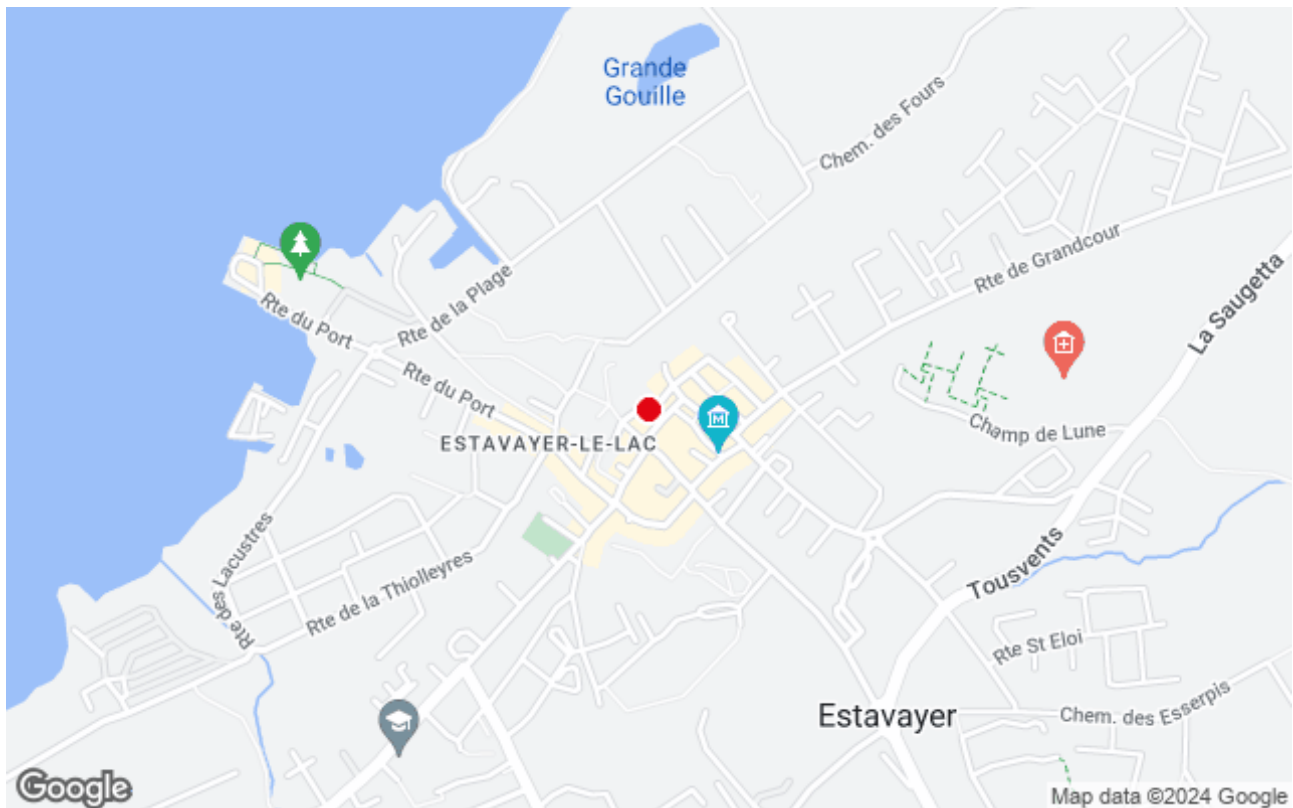 Grande
Gouille
Chem. des Fours
Rte de Grandcour
La Saugetta
Rte de la Plage
Rte du Port
Rte du Port
M
Champ de Lune
ESTAVAYER-LE-LAC
Rte des Lacustres
Rte de la Thiolleyres
Tousvents
Rte St Eloi
Estavayer
Chem. des Esserpis
Google
Map data ©2024 Google